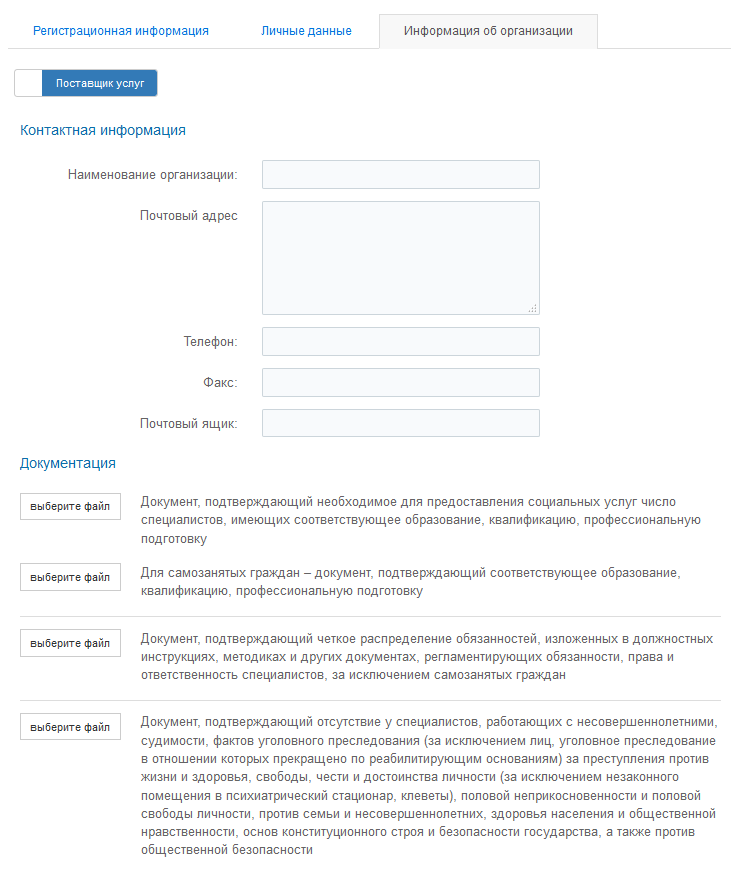 Регистрационная информация
Личные данные
Информация об организации
Поставщик услуг
Контактная информация
Наименование организации:
Почтовый адрес
Телефон:
Факс:
Почтовый ящик:
Документация
выберите файл
Документ, подтверждающий необходимое для предоставления социальных услуг число
специалистов, имеющих соответствующее образование, квалификацию, профессиональную
подготовку
выберите файл
Для самозанятых граждан – документ, подтверждающий соответствующее образование,
квалификацию, профессиональную подготовку
выберите файл
Документ, подтверждающий четкое распределение обязанностей, изложенных в должностных
инструкциях, методиках и других документах, регламентирующих обязанности, права и
ответственность специалистов, за исключением самозанятых граждан
выберите файл
Документ, подтверждающий отсутствие у специалистов, работающих с несовершеннолетними,
судимости, фактов уголовного преследования (за исключением лиц, уголовное преследование
в отношении которых прекращено по реабилитирующим основаниям) за преступления против
жизни и здоровья, свободы, чести и достоинства личности (за исключением незаконного
помещения в психиатрический стационар, клеветы), половой неприкосновенности и половой
свободы личности, против семьи и несовершеннолетних, здоровья населения и общественной
нравственности, основ конституционного строя и безопасности государства, а также против
общественной безопасности